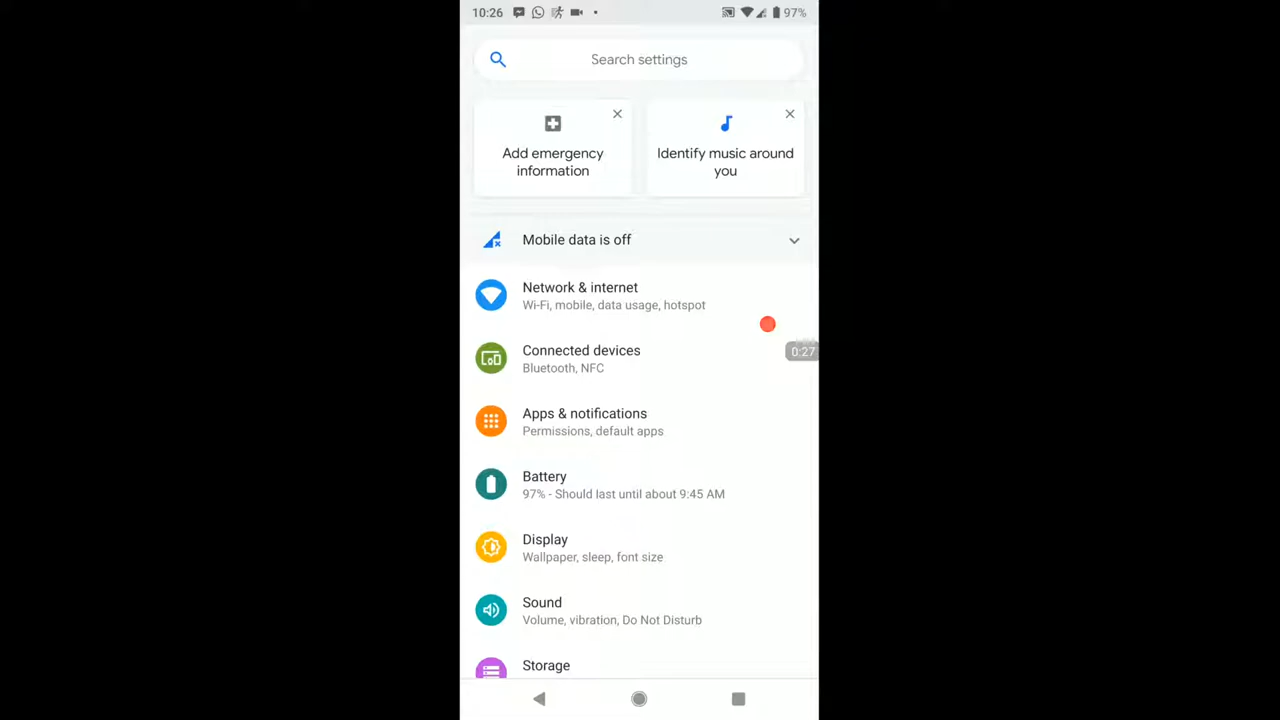 10:26
97%
Search settings
Add emergency
information
Identify music around
you
Mobile data is off
Network & internet
Wi-Fi, mobile, data usage, hotspot
0:27
Connected devices
Bluetooth, NFC
Apps & notifications
Permissions, default apps
Battery
97% - Should last until about 9:45 AM
Display
Wallpaper, sleep, font size
Sound
Volume, vibration, Do Not Disturb
Storage